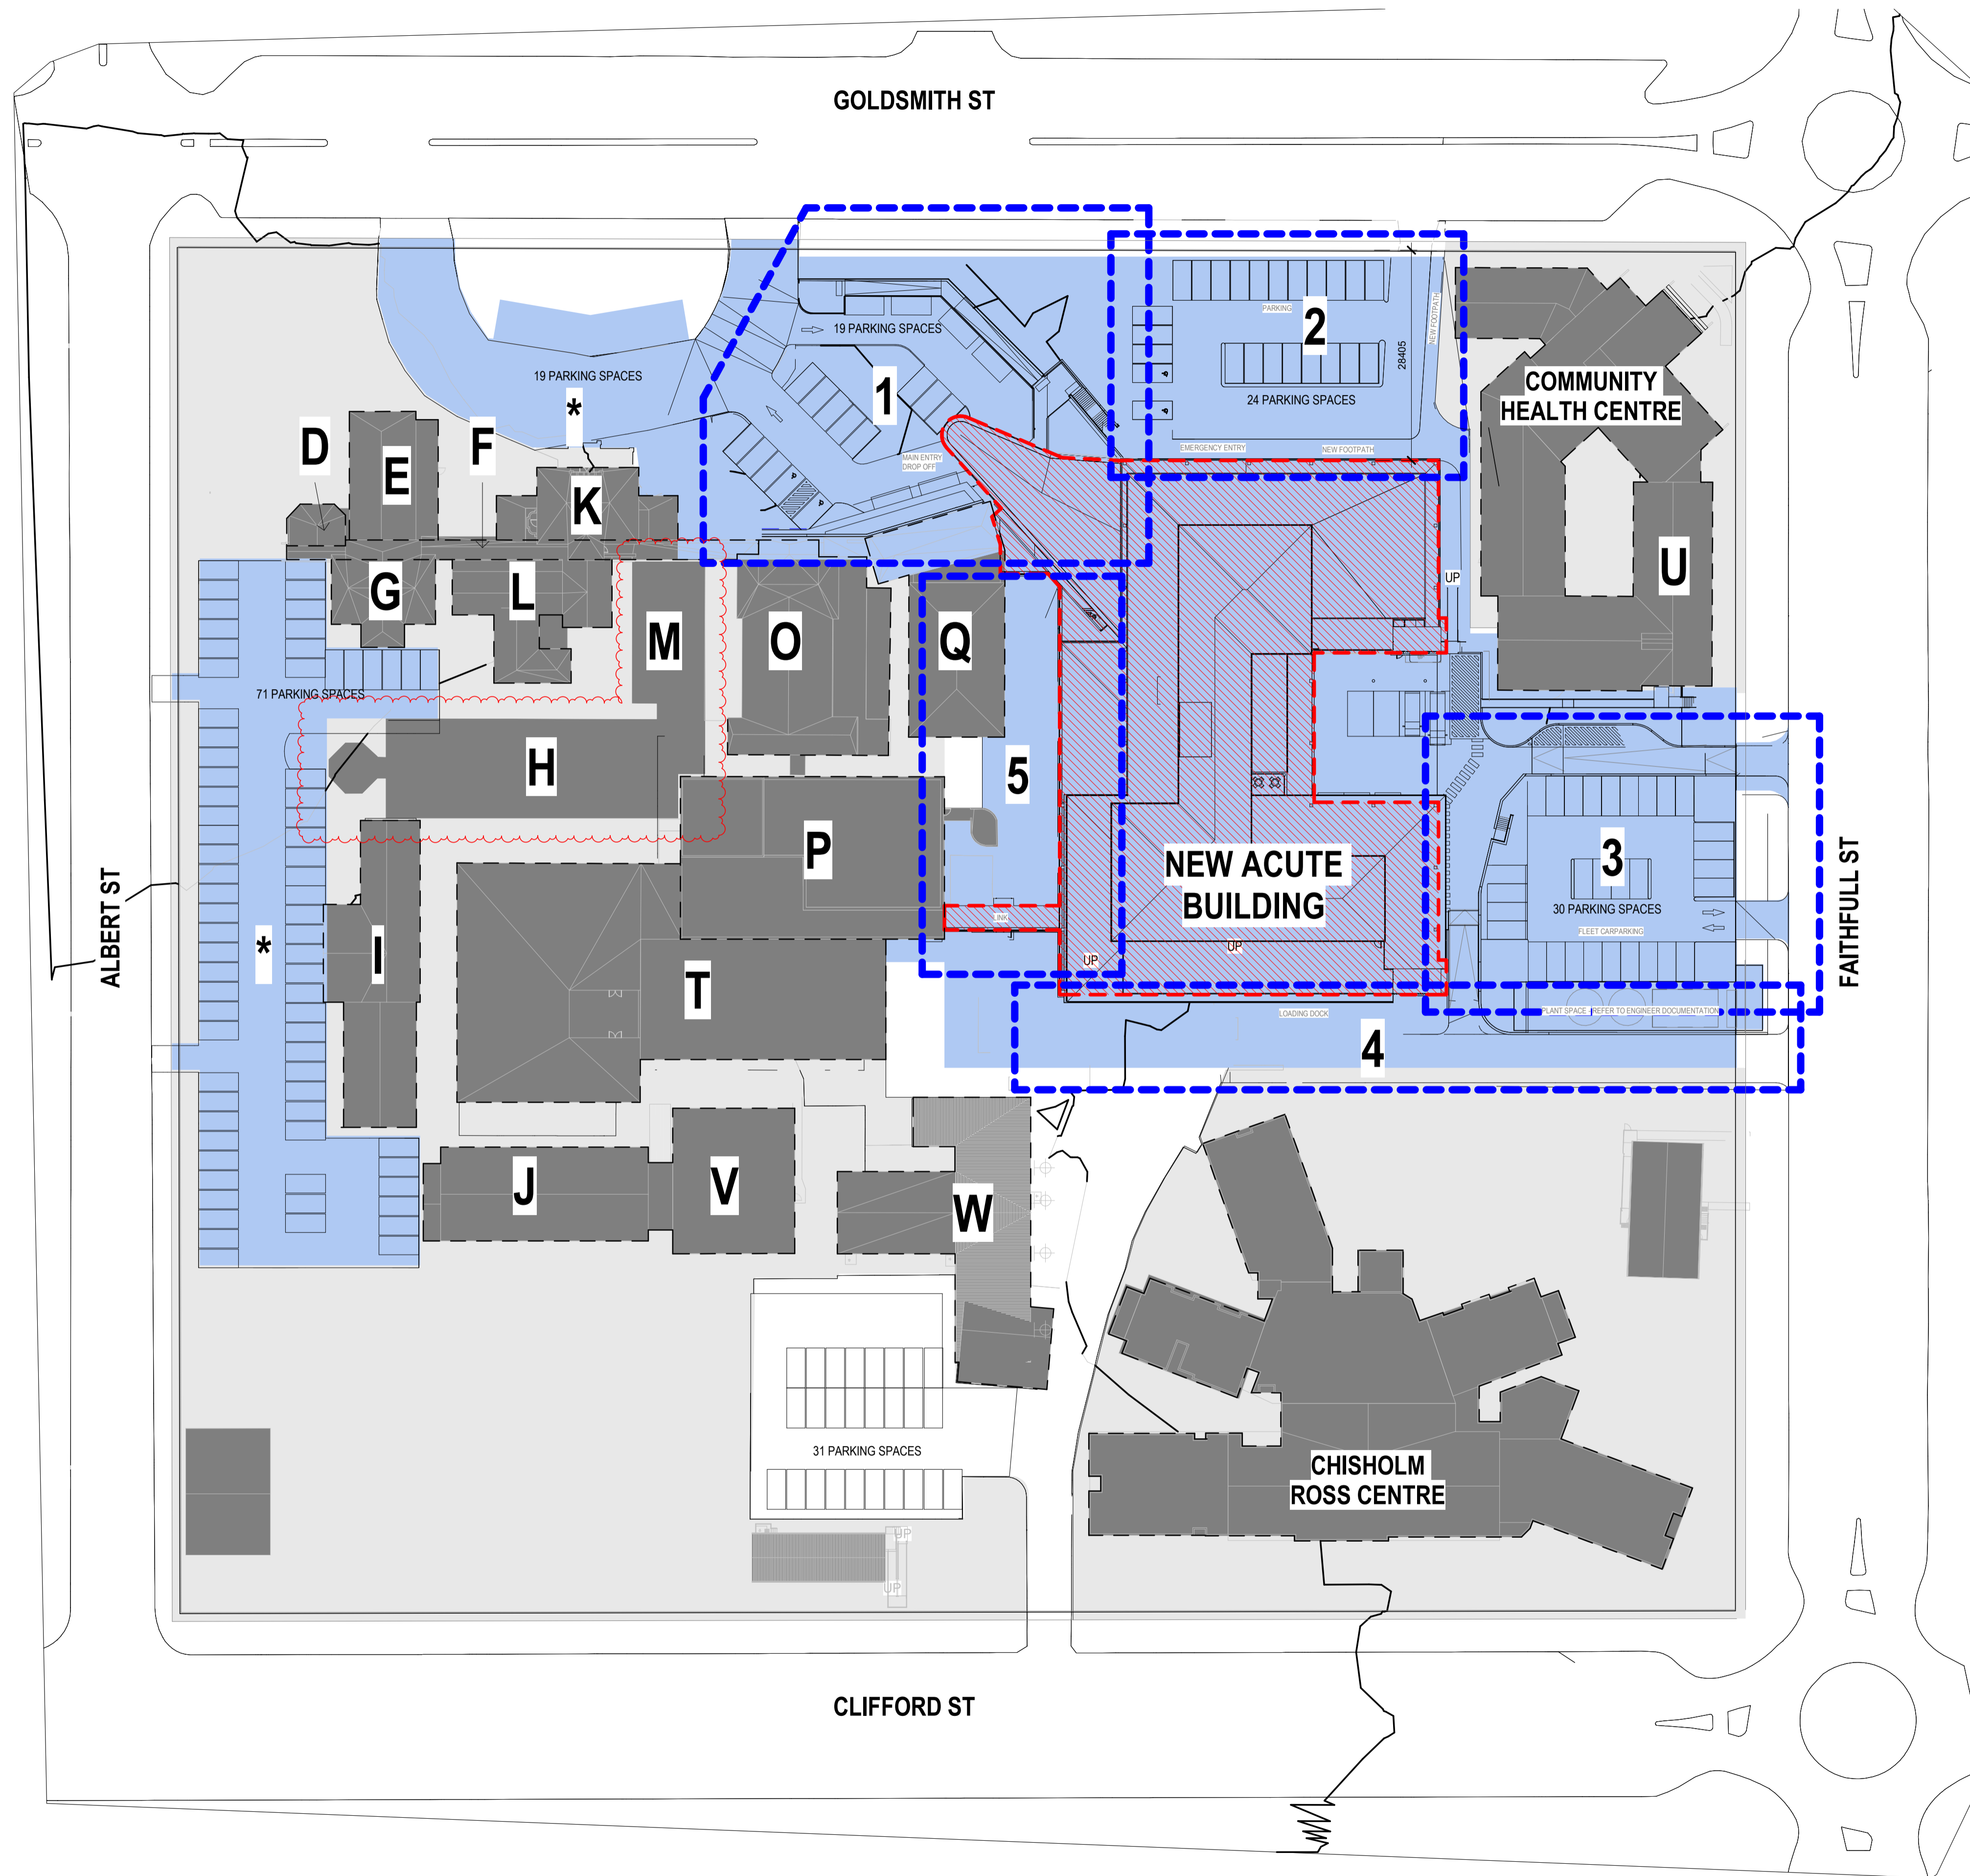 GOLDSMITH ST
19 PARKING SPACES
PARKING
2
28405
NEW FOOTPATH
19 PARKING SPACES
*
1
24 PARKING SPACES
COMMUNITY
HEALTH CENTRE
D
E
F
K
MAIN ENTRY
DROP OFF
EMERGENCY ENTRY
NEW FOOTPATH
G
L
M
O
Q
UP
U
71 PARKING SPACES
H
5
P
NEW ACUTE
BUILDING
3
30 PARKING SPACES
FLEET CARPARKING
ALBERT ST
FAITHFULL ST
*
I
LINK
UP
UP
T
LOADING DOCK
PLANT SPACE - REFER TO ENGINEER DOCUMENTATION
4
J
V
W
31 PARKING SPACES
CHISHOLM
ROSS CENTRE
UP
UP
CLIFFORD ST